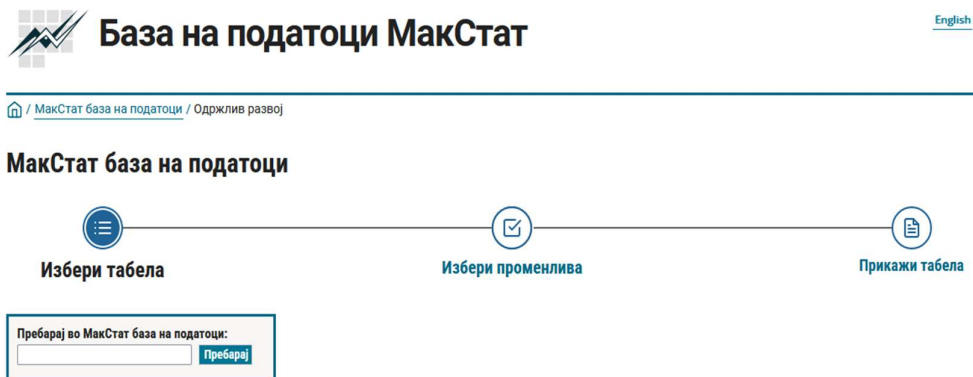 База на податоци МакСтат
English
/ МакСтат база на податоци / Одржлив развој
МакСтат база на податоци
Избери табела
Избери променлива
Прикажи табела
Пребарај во МакСтат база на податоци:
Пребарај